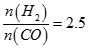 n(H₂)/n(CO) = 2.5